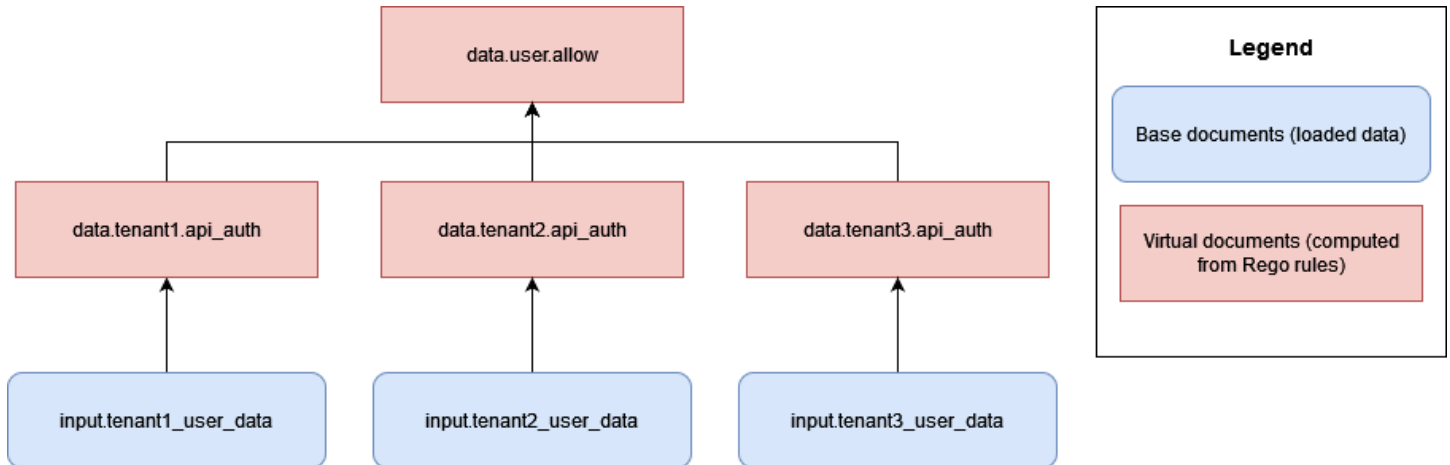 data.user.allow
data.tenant1.api_auth
data.tenant2.api_auth
data.tenant3.api_auth
input.tenant1_user_data
input.tenant2_user_data
input.tenant3_user_data
Legend
Base documents (loaded data)
Virtual documents (computed
from Rego rules)